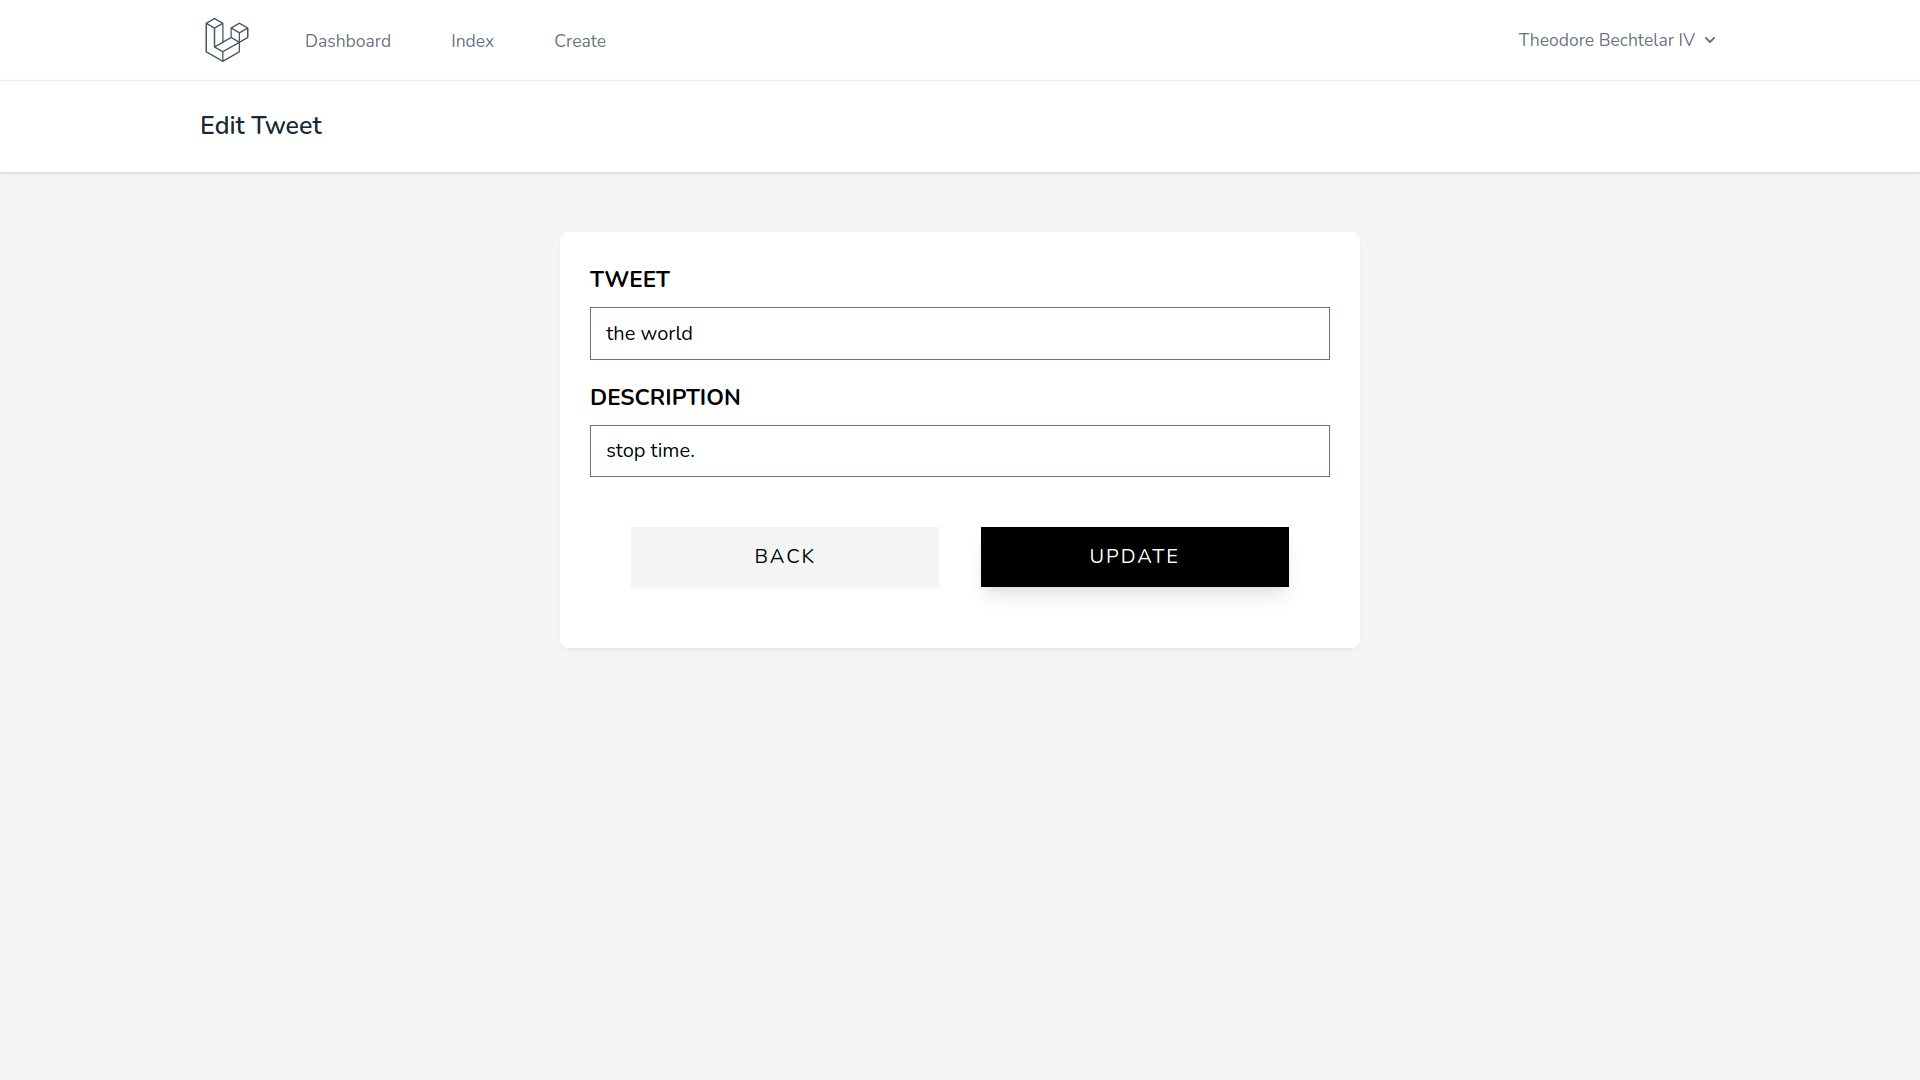 Dashboard Index Create Theodore Bechtelar IV
Edit Tweet
TWEET
the world
DESCRIPTION
stop time.
BACK UPDATE